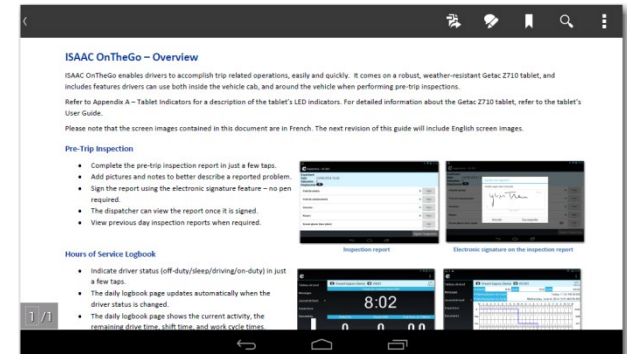 ISAAC OnTheGo – Overview
ISAAC OnTheGo enables drivers to accomplish trip related operations, easily and quickly. It comes on a robust, weather-resistant Getac Z710 tablet, and
includes features drivers can use both inside the vehicle cab, and around the vehicle when performing pre-trip inspections.
Refer to Appendix A – Tablet Indicators for a description of the tablet's LED indicators. For detailed information about the Getac Z710 tablet, refer to the tablet's
User Guide.
Please note that the screen images contained in this document are in French. The next revision of this guide will include English screen images.
Pre-Trip Inspection
• Complete the pre-trip inspection report in just a few taps.
• Add pictures and notes to better describe a reported problem.
• Sign the report using the electronic signature feature – no pen
required.
• The dispatcher can view the report once it is signed.
• View previous day inspection reports when required.
Inspection report
Electronic signature on the inspection report
Hours of Service Logbook
• Indicate driver status (off-duty/sleep/driving/on-duty) in just
a few taps.
• The daily logbook page updates automatically when the
driver status is changed.
• The daily logbook page shows the current activity, the
remaining drive time, shift time, and work cycle times.
8:02
1/1